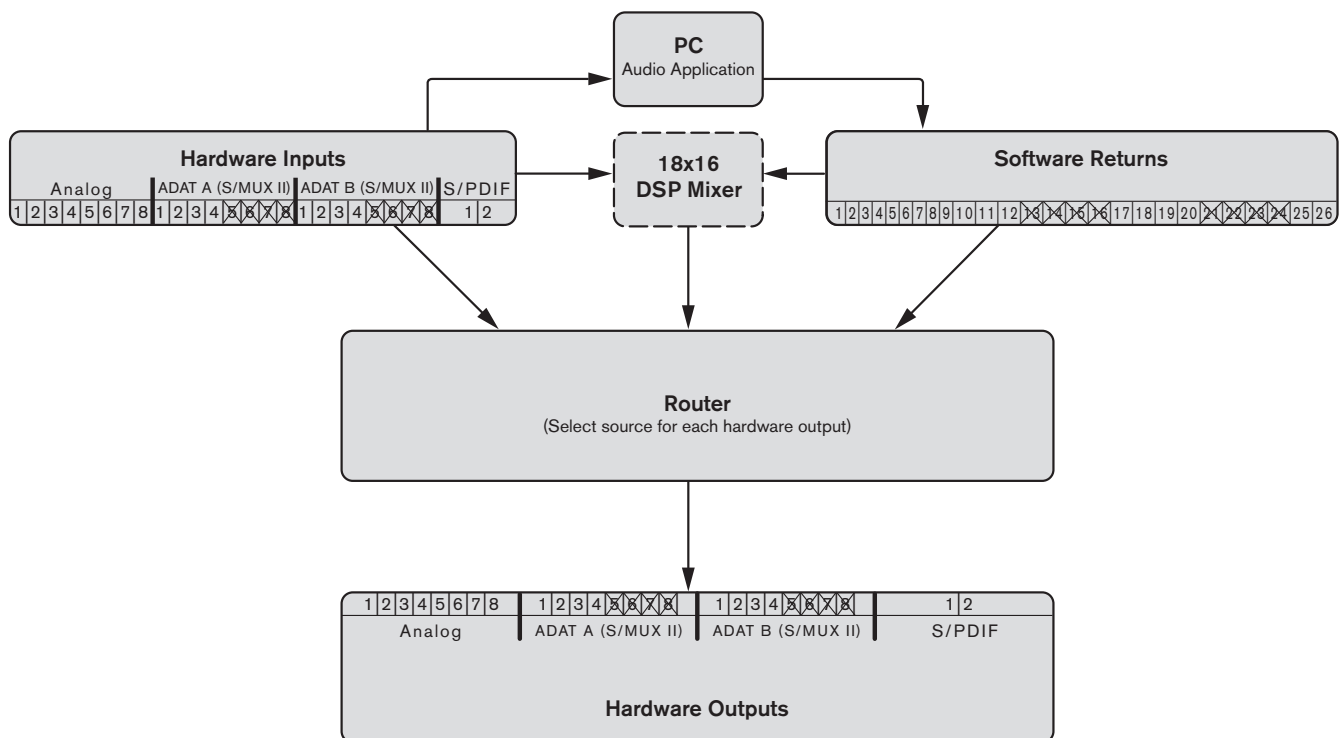 PC
Audio Application
Hardware Inputs
Analog ADAT A (S/MUX II) ADAT B (S/MUX II) S/PDIF
1 2 3 4 5 6 7 8 1 2 3 4 5 6 7 8 1 2 3 4 5 6 7 8 1 2
18x16
DSP Mixer
Software Returns
1 2 3 4 5 6 7 8 9 10 11 12 13 14 15 16 17 18 19 20 21 22 23 24 25 26
Router
(Select source for each hardware output)
1 2 3 4 5 6 7 8 1 2 3 4 5 6 7 8 1 2 3 4 5 6 7 8 1 2
Analog ADAT A (S/MUX II) ADAT B (S/MUX II) S/PDIF
Hardware Outputs